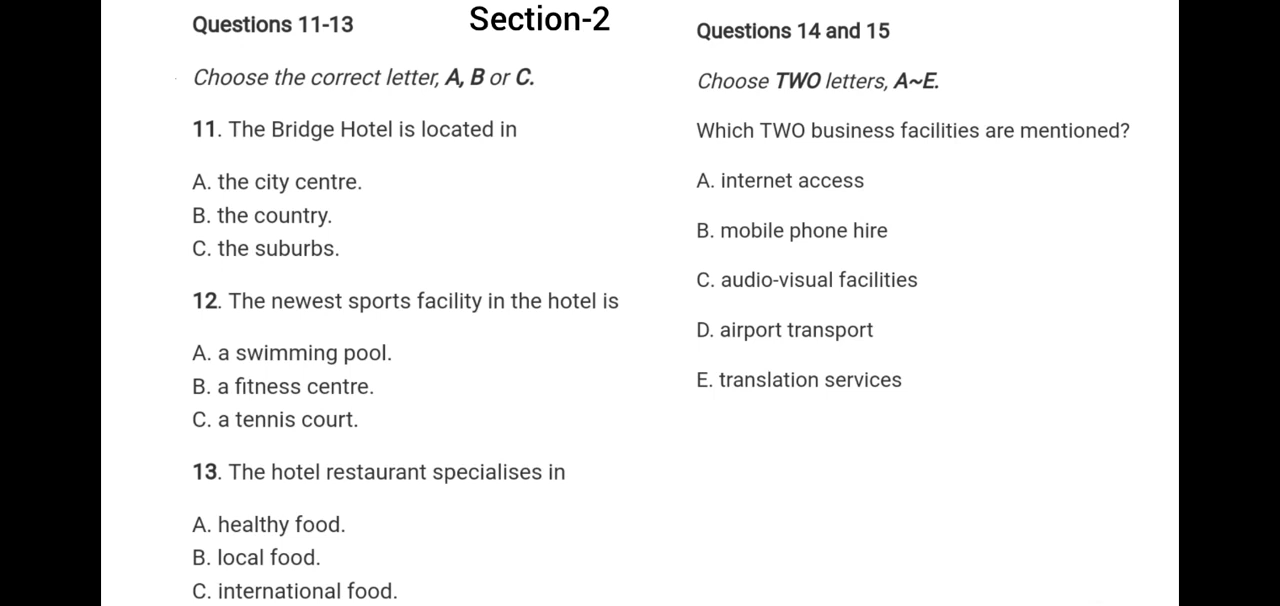 Section-2
Questions 11-13
Choose the correct letter, A, B or C.
11. The Bridge Hotel is located in
A. the city centre.
B. the country.
C. the suburbs.
12. The newest sports facility in the hotel is
A. a swimming pool.
B. a fitness centre.
C. a tennis court.
13. The hotel restaurant specialises in
A. healthy food.
B. local food.
C. international food.
Questions 14 and 15
Choose TWO letters, A~E.
Which TWO business facilities are mentioned?
A. internet access
B. mobile phone hire
C. audio-visual facilities
D. airport transport
E. translation services